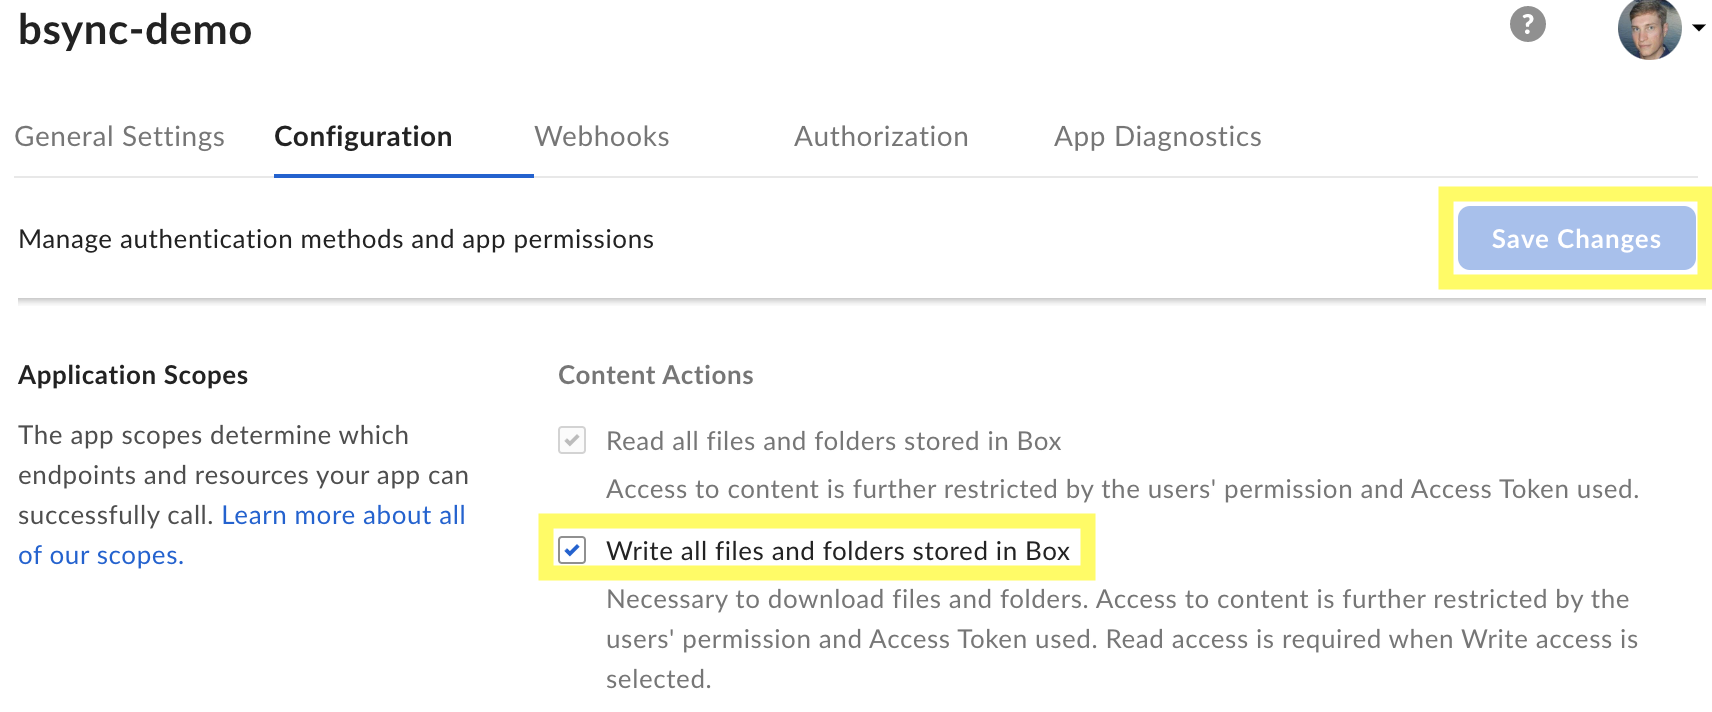 bsync-demo
?
General Settings Configuration Webhooks Authorization App Diagnostics
Manage authentication methods and app permissions
Save Changes
Application Scopes
The app scopes determine which
endpoints and resources your app can
successfully call. Learn more about all
of our scopes.
Content Actions
Read all files and folders stored in Box
Access to content is further restricted by the users' permission and Access Token used.
Write all files and folders stored in Box
Necessary to download files and folders. Access to content is further restricted by the
users' permission and Access Token used. Read access is required when Write access is
selected.